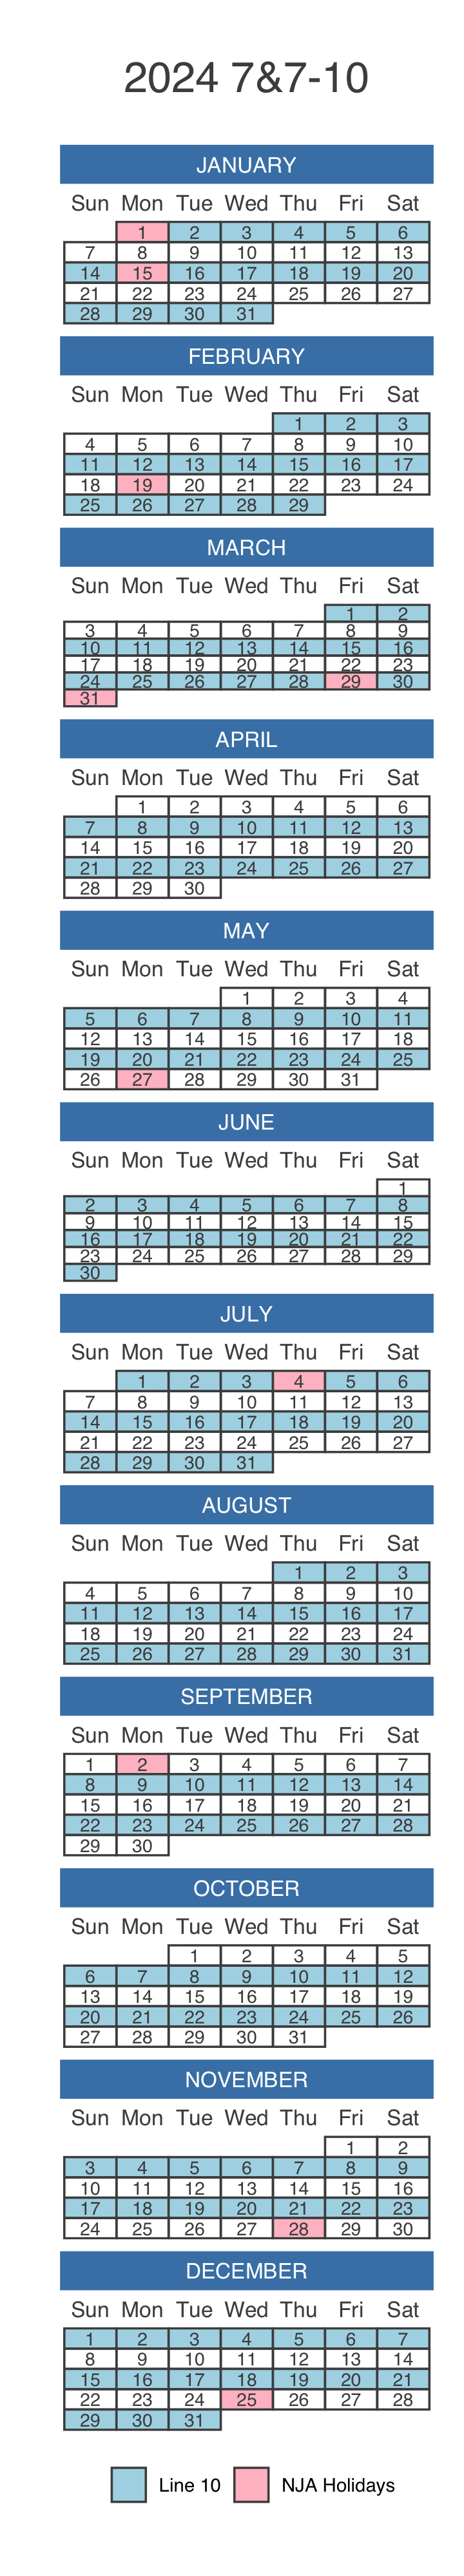 2024 7&7-10
JANUARY
Sun Mon Tue Wed Thu Fri Sat
1 2 3 4 5 6
7 8 9 10 11 12 13
14 15 16 17 18 19 20
21 22 23 24 25 26 27
28 29 30 31
FEBRUARY
Sun Mon Tue Wed Thu Fri Sat
1 2 3
4 5 6 7 8 9 10
11 12 13 14 15 16 17
18 19 20 21 22 23 24
25 26 27 28 29
MARCH
Sun Mon Tue Wed Thu Fri Sat
1 2
3 4 5 6 7 8 9
10 11 12 13 14 15 16
17 18 19 20 21 22 23
24 25 26 27 28 29 30
31
APRIL
Sun Mon Tue Wed Thu Fri Sat
1 2 3 4 5 6
7 8 9 10 11 12 13
14 15 16 17 18 19 20
21 22 23 24 25 26 27
28 29 30
MAY
Sun Mon Tue Wed Thu Fri Sat
1 2 3 4
5 6 7 8 9 10 11
12 13 14 15 16 17 18
19 20 21 22 23 24 25
26 27 28 29 30 31
JUNE
Sun Mon Tue Wed Thu Fri Sat
1
2 3 4 5 6 7 8
9 10 11 12 13 14 15
16 17 18 19 20 21 22
23 24 25 26 27 28 29
30
JULY
Sun Mon Tue Wed Thu Fri Sat
1 2 3 4 5 6
7 8 9 10 11 12 13
14 15 16 17 18 19 20
21 22 23 24 25 26 27
28 29 30 31
AUGUST
Sun Mon Tue Wed Thu Fri Sat
1 2 3
4 5 6 7 8 9 10
11 12 13 14 15 16 17
18 19 20 21 22 23 24
25 26 27 28 29 30 31
SEPTEMBER
Sun Mon Tue Wed Thu Fri Sat
1 2 3 4 5 6 7
8 9 10 11 12 13 14
15 16 17 18 19 20 21
22 23 24 25 26 27 28
29 30
OCTOBER
Sun Mon Tue Wed Thu Fri Sat
1 2 3 4 5
6 7 8 9 10 11 12
13 14 15 16 17 18 19
20 21 22 23 24 25 26
27 28 29 30 31
NOVEMBER
Sun Mon Tue Wed Thu Fri Sat
1 2
3 4 5 6 7 8 9
10 11 12 13 14 15 16
17 18 19 20 21 22 23
24 25 26 27 28 29 30
DECEMBER
Sun Mon Tue Wed Thu Fri Sat
1 2 3 4 5 6 7
8 9 10 11 12 13 14
15 16 17 18 19 20 21
22 23 24 25 26 27 28
29 30 31
Line 10 NJA Holidays